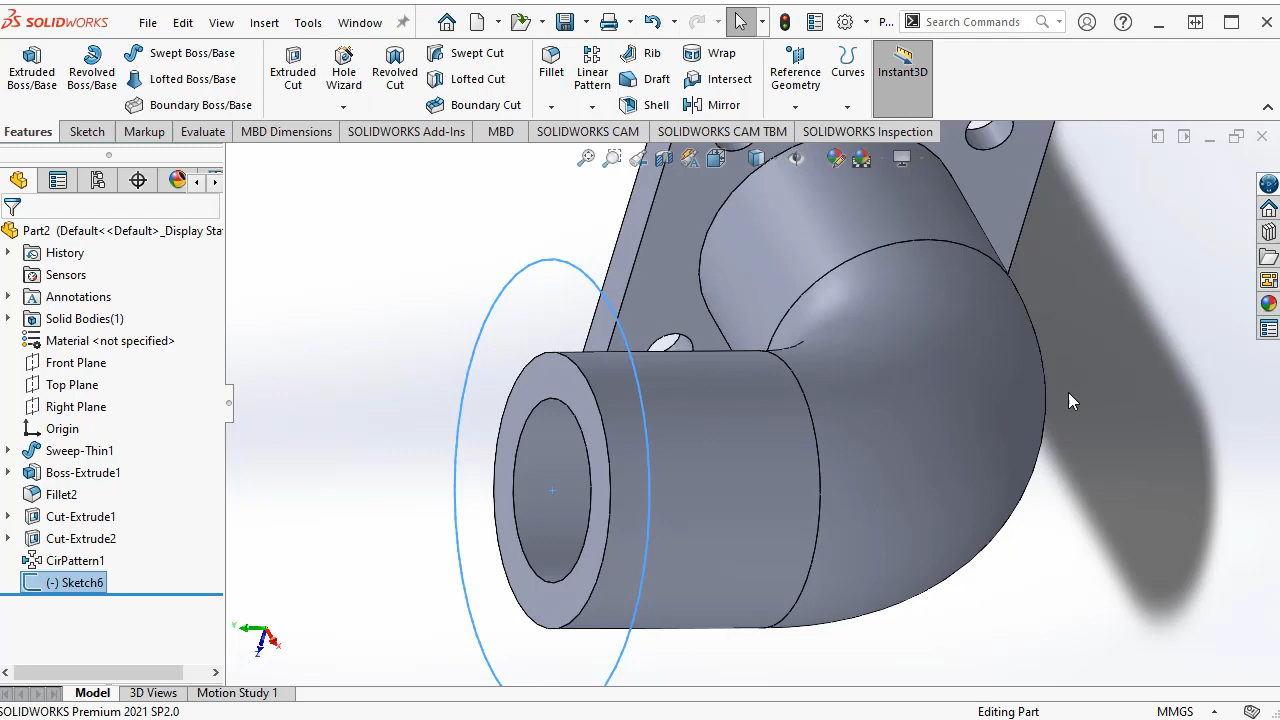 SOLIDWORKS File Edit View Insert Tools Window P... Search Commands
Extruded Boss/Base
Revolved Boss/Base
Swept Boss/Base
Lofted Boss/Base
Boundary Boss/Base
Extruded Cut
Hole Wizard
Revolved Cut
Swept Cut
Lofted Cut
Boundary Cut
Fillet
Linear Pattern
Rib
Draft
Shell
Wrap
Intersect
Mirror
Reference Geometry
Curves
Instant3D
Features Sketch Markup Evaluate MBD Dimensions SOLIDWORKS Add-Ins MBD SOLIDWORKS CAM SOLIDWORKS CAM TBM SOLIDWORKS Inspection
Part2 (Default<<Default>_Display Sta
History
Sensors
Annotations
Solid Bodies(1)
Material <not specified>
Front Plane
Top Plane
Right Plane
Origin
Sweep-Thin1
Boss-Extrude1
Fillet2
Cut-Extrude1
Cut-Extrude2
CirPattern1
(-) Sketch6
Y
X
Z
Model 3D Views Motion Study 1
SOLIDWORKS Premium 2021 SP2.0 Editing Part MMGS